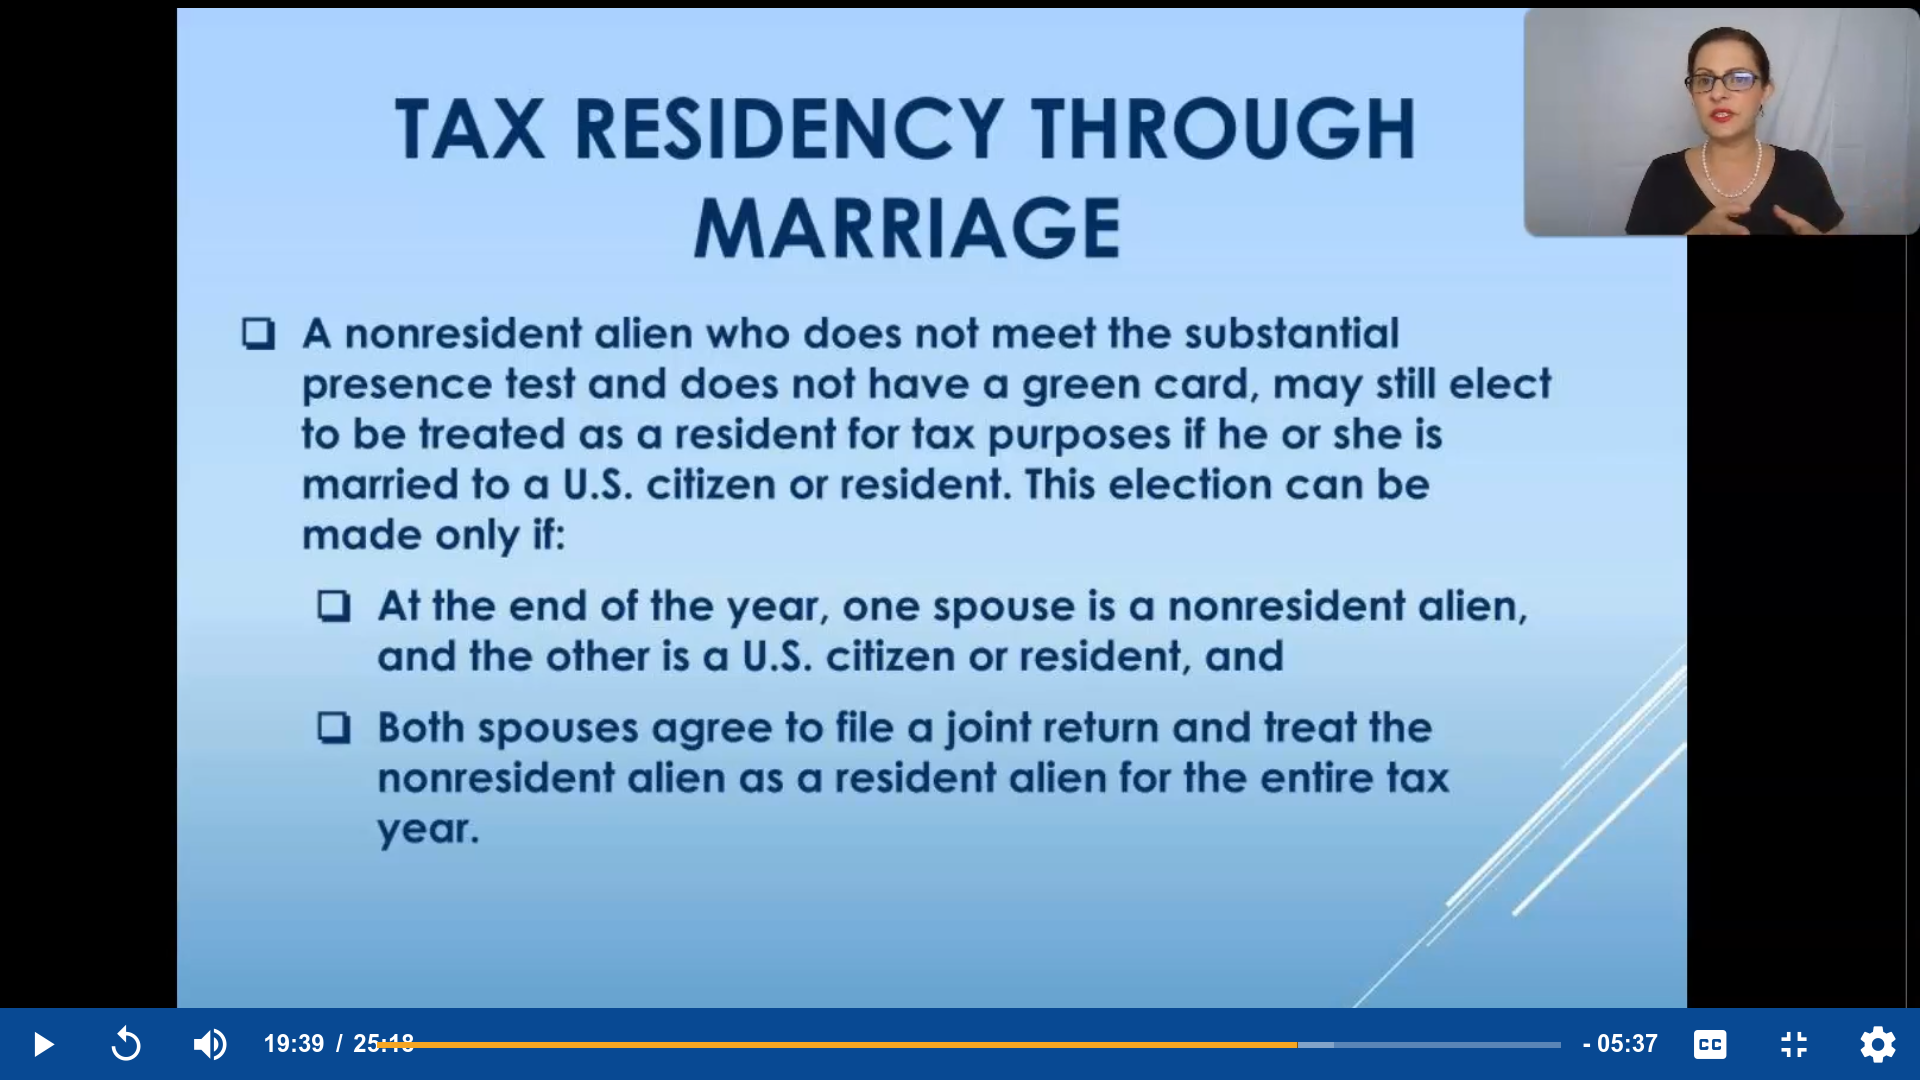 TAX RESIDENCY THROUGH
MARRIAGE
A nonresident alien who does not meet the substantial
presence test and does not have a green card, may still elect
to be treated as a resident for tax purposes if he or she is
married to a U.S. citizen or resident. This election can be
made only if:
At the end of the year, one spouse is a nonresident alien,
and the other is a U.S. citizen or resident, and
Both spouses agree to file a joint return and treat the
nonresident alien as a resident alien for the entire tax
year.
19:39 / 25:18 - 05:37 CC